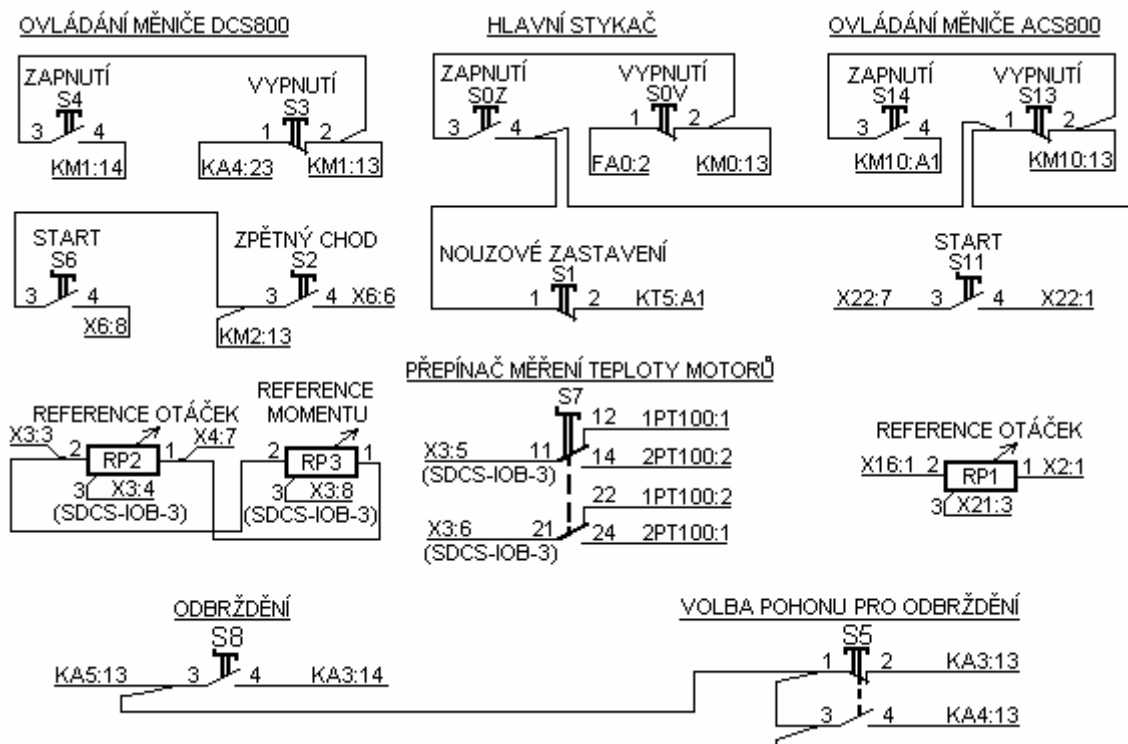 OVLÁDÁNÍ MĚNIČE DCS800
HLAVNÍ STYKAČ
OVLÁDÁNÍ MĚNIČE ACS800
ZAPNUTÍ
S4
3 4
KM1:14
VYPNUTÍ
S3
1 2
KA4:23
KM1:13
ZAPNUTÍ
S0Z
3 4
VYPNUTÍ
S0V
1 2
FA0:2
KM0:13
ZAPNUTÍ
S14
3 4
KM10:A1
VYPNUTÍ
S13
1 2
KM10:13
START
S6
3 4
X6:8
ZPĚTNÝ CHOD
S2
3 4 X6:6
KM2:13
NOUZOVÉ ZASTAVENÍ
S1
1 2 KT5:A1
START
S11
X22:7 3 4 X22:1
REFERENCE OTÁČEK
X3:3 2 RP2 1 X4:7
3 X3:4
(SDCS-IOB-3)
REFERENCE
MOMENTU
2 RP3 1
3 X3:8
(SDCS-IOB-3)
PŘEPÍNAČ MĚŘENÍ TEPLOTY MOTORŮ
S7
12 1PT100:1
X3:5 11
14 2PT100:2
(SDCS-IOB-3)
22 1PT100:2
X3:6 21
24 2PT100:1
(SDCS-IOB-3)
REFERENCE OTÁČEK
X16:1 2 RP1 1 X2:1
3 X21:3
ODBRŽDĚNÍ
S8
KA5:13 3 4 KA3:14
VOLBA POHONU PRO ODBRŽDĚNÍ
S5
1 2 KA3:13
3 4 KA4:13